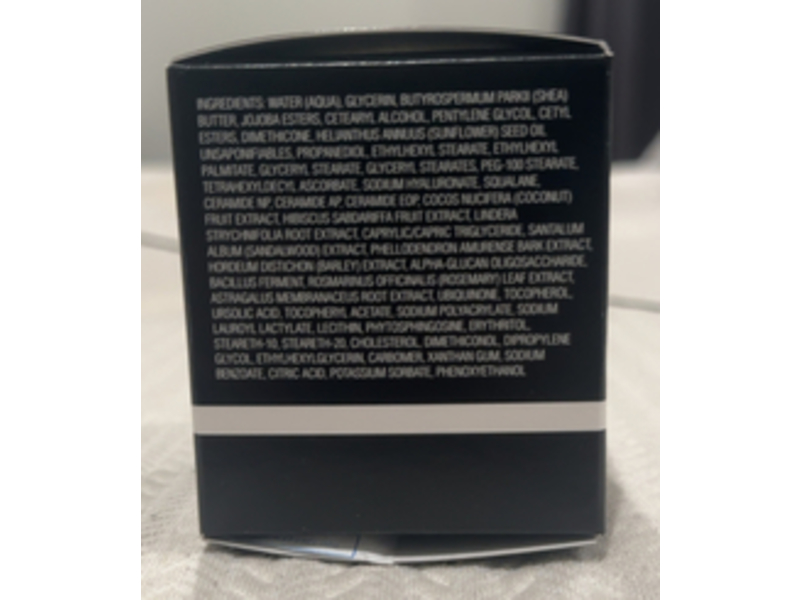 INGREDIENTS: WATER (AQUA), GLYCERIN, BUTYROSPERMUM PARKII (SHEA)
BUTTER, JOJOBA ESTERS, CETEARYL ALCOHOL, PENTYLENE GLYCOL, CETYL
ESTERS, DIMETHICONE, HELIANTHUS ANNUUS (SUNFLOWER) SEED OIL
UNSAPONIFIABLES, PROPANEDIOL, ETHYLHEXYL STEARATE, ETHYLHEXYL
PALMITATE, GLYCERYL STEARATE, GLYCERYL STEARATES, PEG-100 STEARATE,
TETRAHEXYLDECYL ASCORBATE, SODIUM HYALURONATE, SQUALANE,
CERAMIDE NP, CERAMIDE AP, CERAMIDE EOP, COCOS NUCIFERA (COCONUT)
FRUIT EXTRACT, HIBISCUS SABDARIFFA FRUIT EXTRACT, LINDERA
STRYCHNIFOLIA ROOT EXTRACT, CAPRYLIC/CAPRIC TRIGLYCERIDE, SANTALUM
ALBUM (SANDALWOOD) EXTRACT, PHELLODENDRON AMURENSE BARK EXTRACT,
HORDEUM DISTICHON (BARLEY) EXTRACT, ALPHA-GLUCAN OLIGOSACCHARIDE,
BACILLUS FERMENT, ROSMARINUS OFFICINALIS (ROSEMARY) LEAF EXTRACT,
ASTRAGALUS MEMBRANACEUS ROOT EXTRACT, UBIQUINONE, TOCOPHEROL,
URSOLIC ACID, TOCOPHERYL ACETATE, SODIUM POLYACRYLATE, SODIUM
LAUROYL LACTYLATE, LECITHIN, PHYTOSPHINGOSINE, ERYTHRITOL,
STEARETH-10, STEARETH-20, CHOLESTEROL, DIMETHICONOL, DIPROPYLENE
GLYCOL, ETHYLHEXYLGLYCERIN, CARBOMER, XANTHAN GUM, SODIUM
BENZOATE, CITRIC ACID, POTASSIUM SORBATE, PHENOXYETHANOL